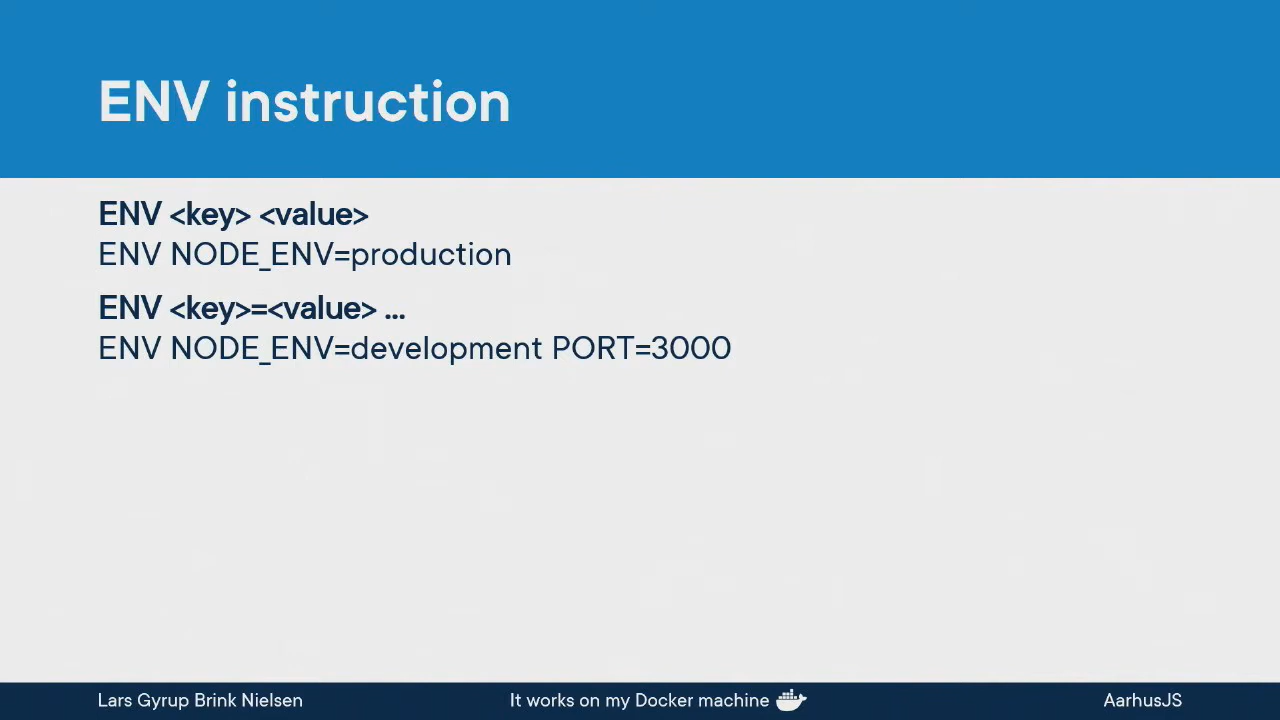 ENV instruction
ENV <key> <value>
ENV NODE_ENV=production
ENV <key>=<value> ...
ENV NODE_ENV=development PORT=3000
Lars Gyrup Brink Nielsen
It works on my Docker machine
AarhusJS